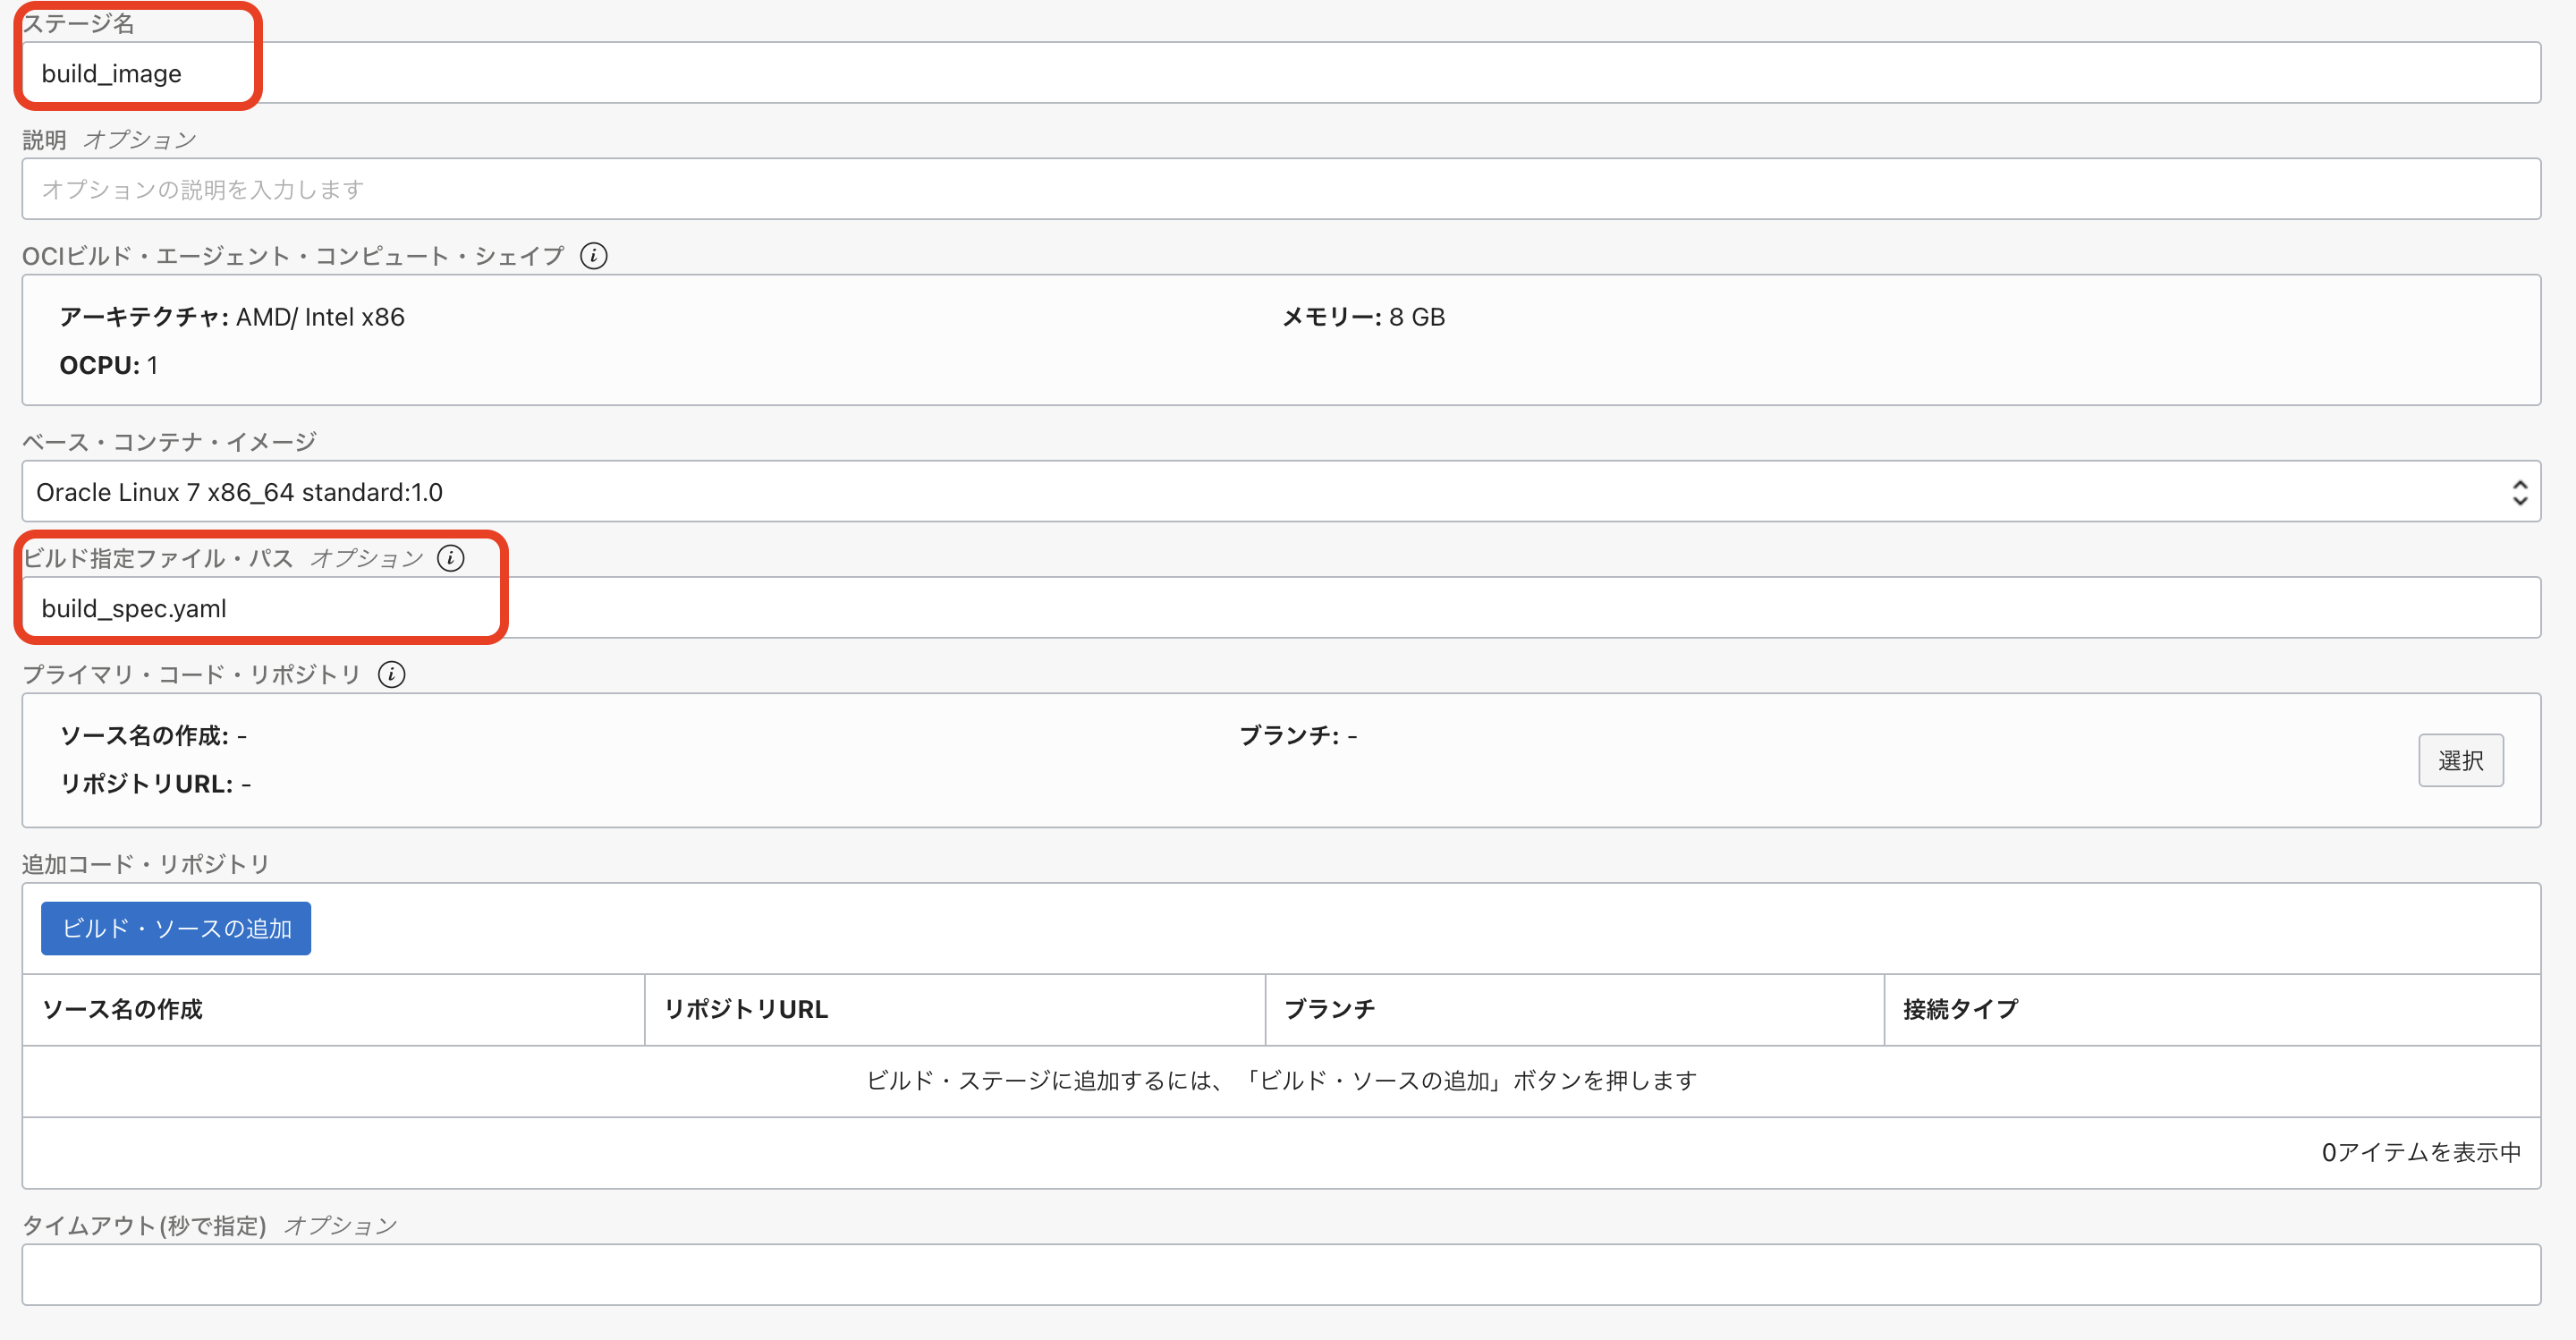 ステージ名
build_image
説明 オプション
オプションの説明を入力します
OCIビルド・エージェント・コンピュート・シェイプ i
アーキテクチャ: AMD/ Intel x86
メモリー: 8 GB
OCPU: 1
ベース・コンテナ・イメージ
Oracle Linux 7 x86_64 standard:1.0
ビルド指定ファイル・パス オプション i
build_spec.yaml
プライマリ・コード・リポジトリ i
ソース名の作成: -
ブランチ: -
リポジトリURL: -
選択
追加コード・リポジトリ
ビルド・ソースの追加
ソース名の作成 リポジトリURL ブランチ 接続タイプ
ビルド・ステージに追加するには、「ビルド・ソースの追加」ボタンを押します
0アイテムを表示中
タイムアウト(秒で指定) オプション